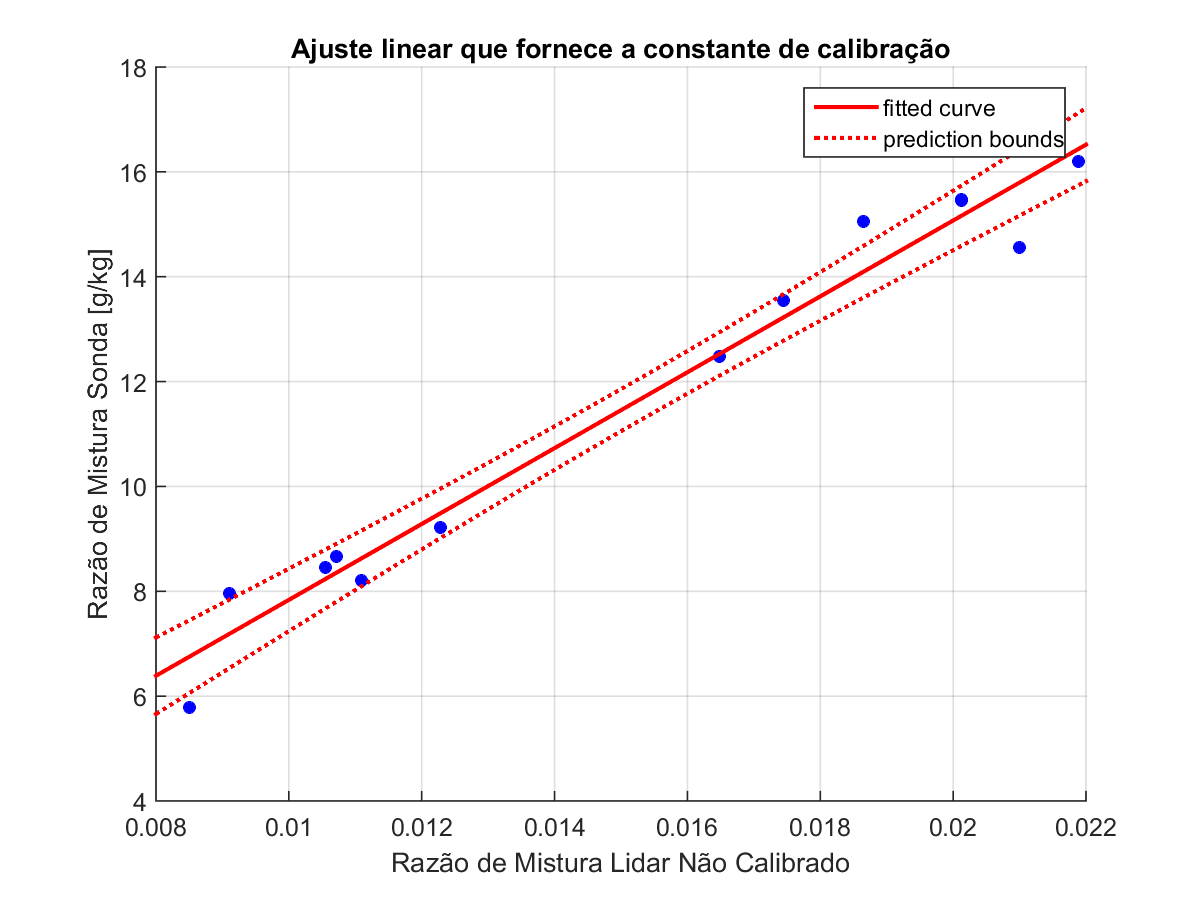 Ajuste linear que fornece a constante de calibração
18
16
14
12
10
8
6
4
fitted curve
prediction bounds
Razão de Mistura Sonda [g/kg]
0.008 0.01 0.012 0.014 0.016 0.018 0.02 0.022
Razão de Mistura Lidar Não Calibrado